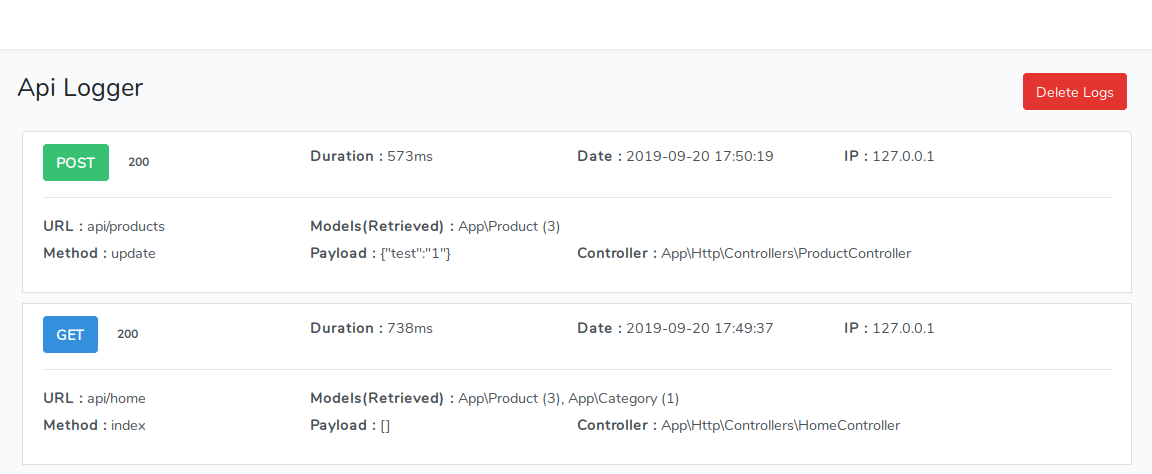 Api Logger
Delete Logs
POST 200 Duration : 573ms Date : 2019-09-20 17:50:19 IP : 127.0.0.1
URL : api/products Models(Retrieved) : App\Product (3)
Method : update Payload : {"test":"1"} Controller : App\Http\Controllers\ProductController
GET 200 Duration : 738ms Date : 2019-09-20 17:49:37 IP : 127.0.0.1
URL : api/home Models(Retrieved) : App\Product (3), App\Category (1)
Method : index Payload : [] Controller : App\Http\Controllers\HomeController